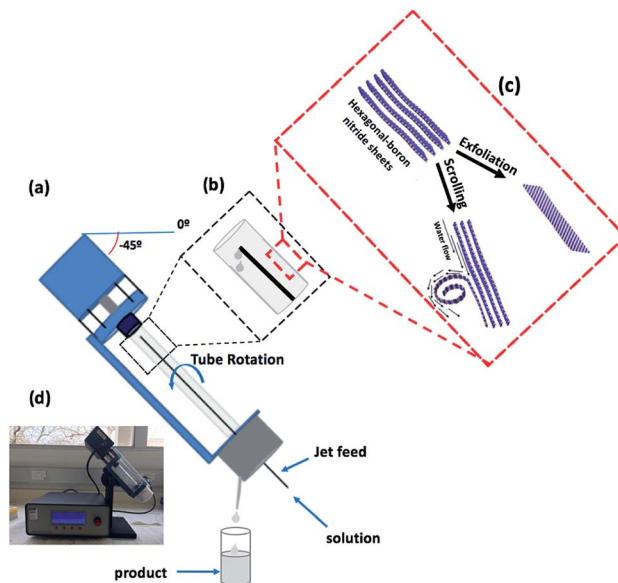 (c)
Hexagonal-boron
nitride sheets
Exfoliation
Scrolling
Water flow
(a)
0º
-45º
(b)
Tube Rotation
(d)
Jet feed
solution
product